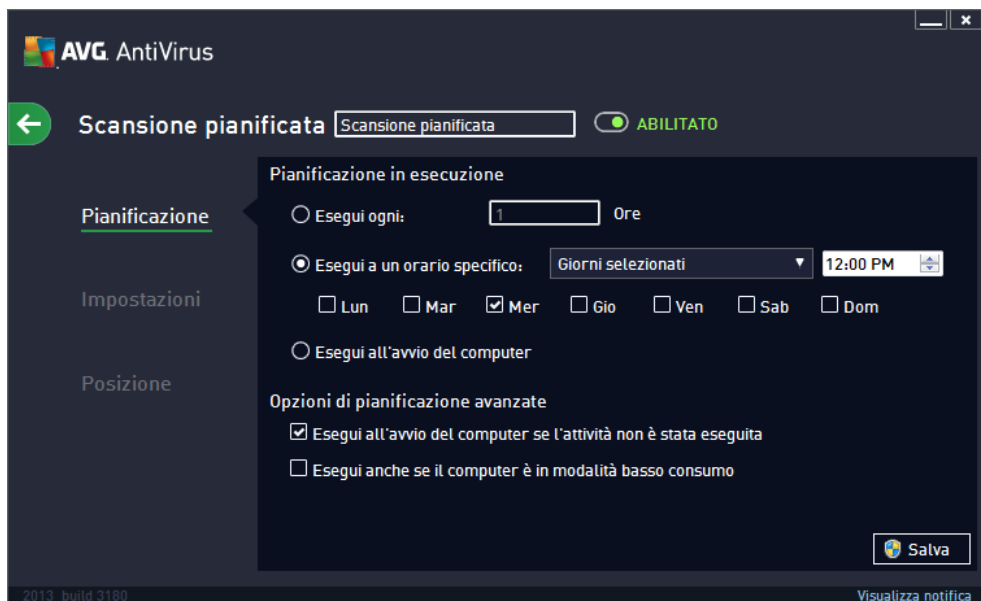 AVG. AntiVirus
Scansione pianificata Scansione pianificata ABILITATO
Pianificazione
Impostazioni
Posizione
Pianificazione in esecuzione
Esegui ogni: 1 Ore
Esegui a un orario specifico: Giorni selezionati 12:00 PM
Lun Mar Mer Gio Ven Sab Dom
Esegui all'avvio del computer
Opzioni di pianificazione avanzate
Esegui all'avvio del computer se l'attività non è stata eseguita
Esegui anche se il computer è in modalità basso consumo
Salva
2013 build 3180 Visualizza notifica